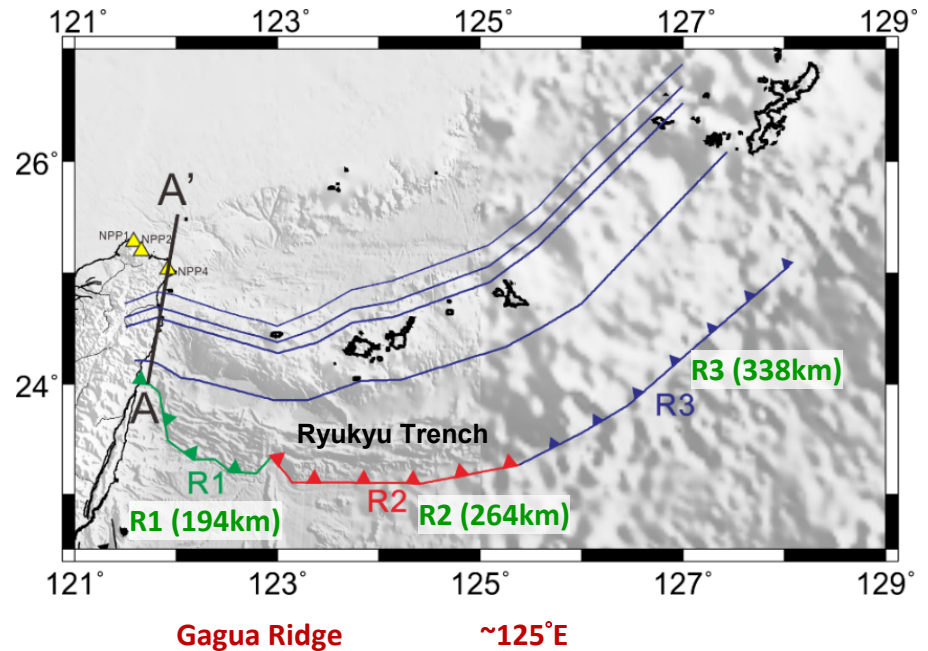 121° 123° 125° 127° 129°
26°
A'
NPP1 NPP2
NPP4
24°
R3 (338km)
A
R3
Ryukyu Trench
R1
R2
R1 (194km)
R2 (264km)
121° 123° 125° 127° 129°
Gagua Ridge
~125°E